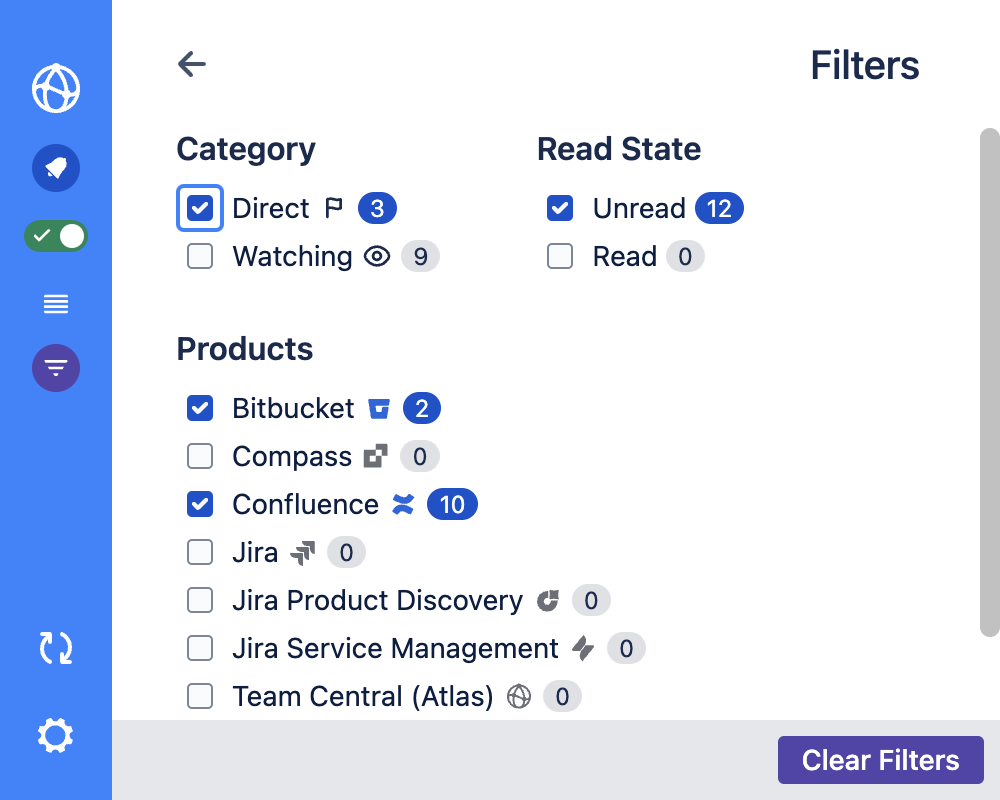 Filters
Category
Direct 3
Watching 9
Read State
Unread 12
Read 0
Products
Bitbucket 2
Compass 0
Confluence 10
Jira 0
Jira Product Discovery 0
Jira Service Management 0
Team Central (Atlas) 0
Clear Filters